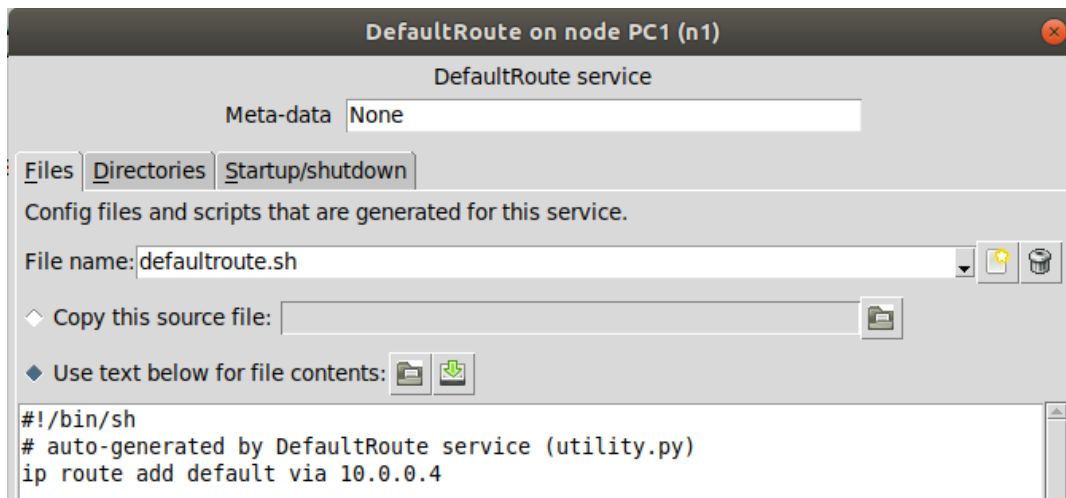 DefaultRoute on node PC1 (n1)
DefaultRoute service
Meta-data None
Files Directories Startup/shutdown
Config files and scripts that are generated for this service.
File name: defaultroute.sh
Copy this source file:
Use text below for file contents:
#!/bin/sh
# auto-generated by DefaultRoute service (utility.py)
ip route add default via 10.0.0.4